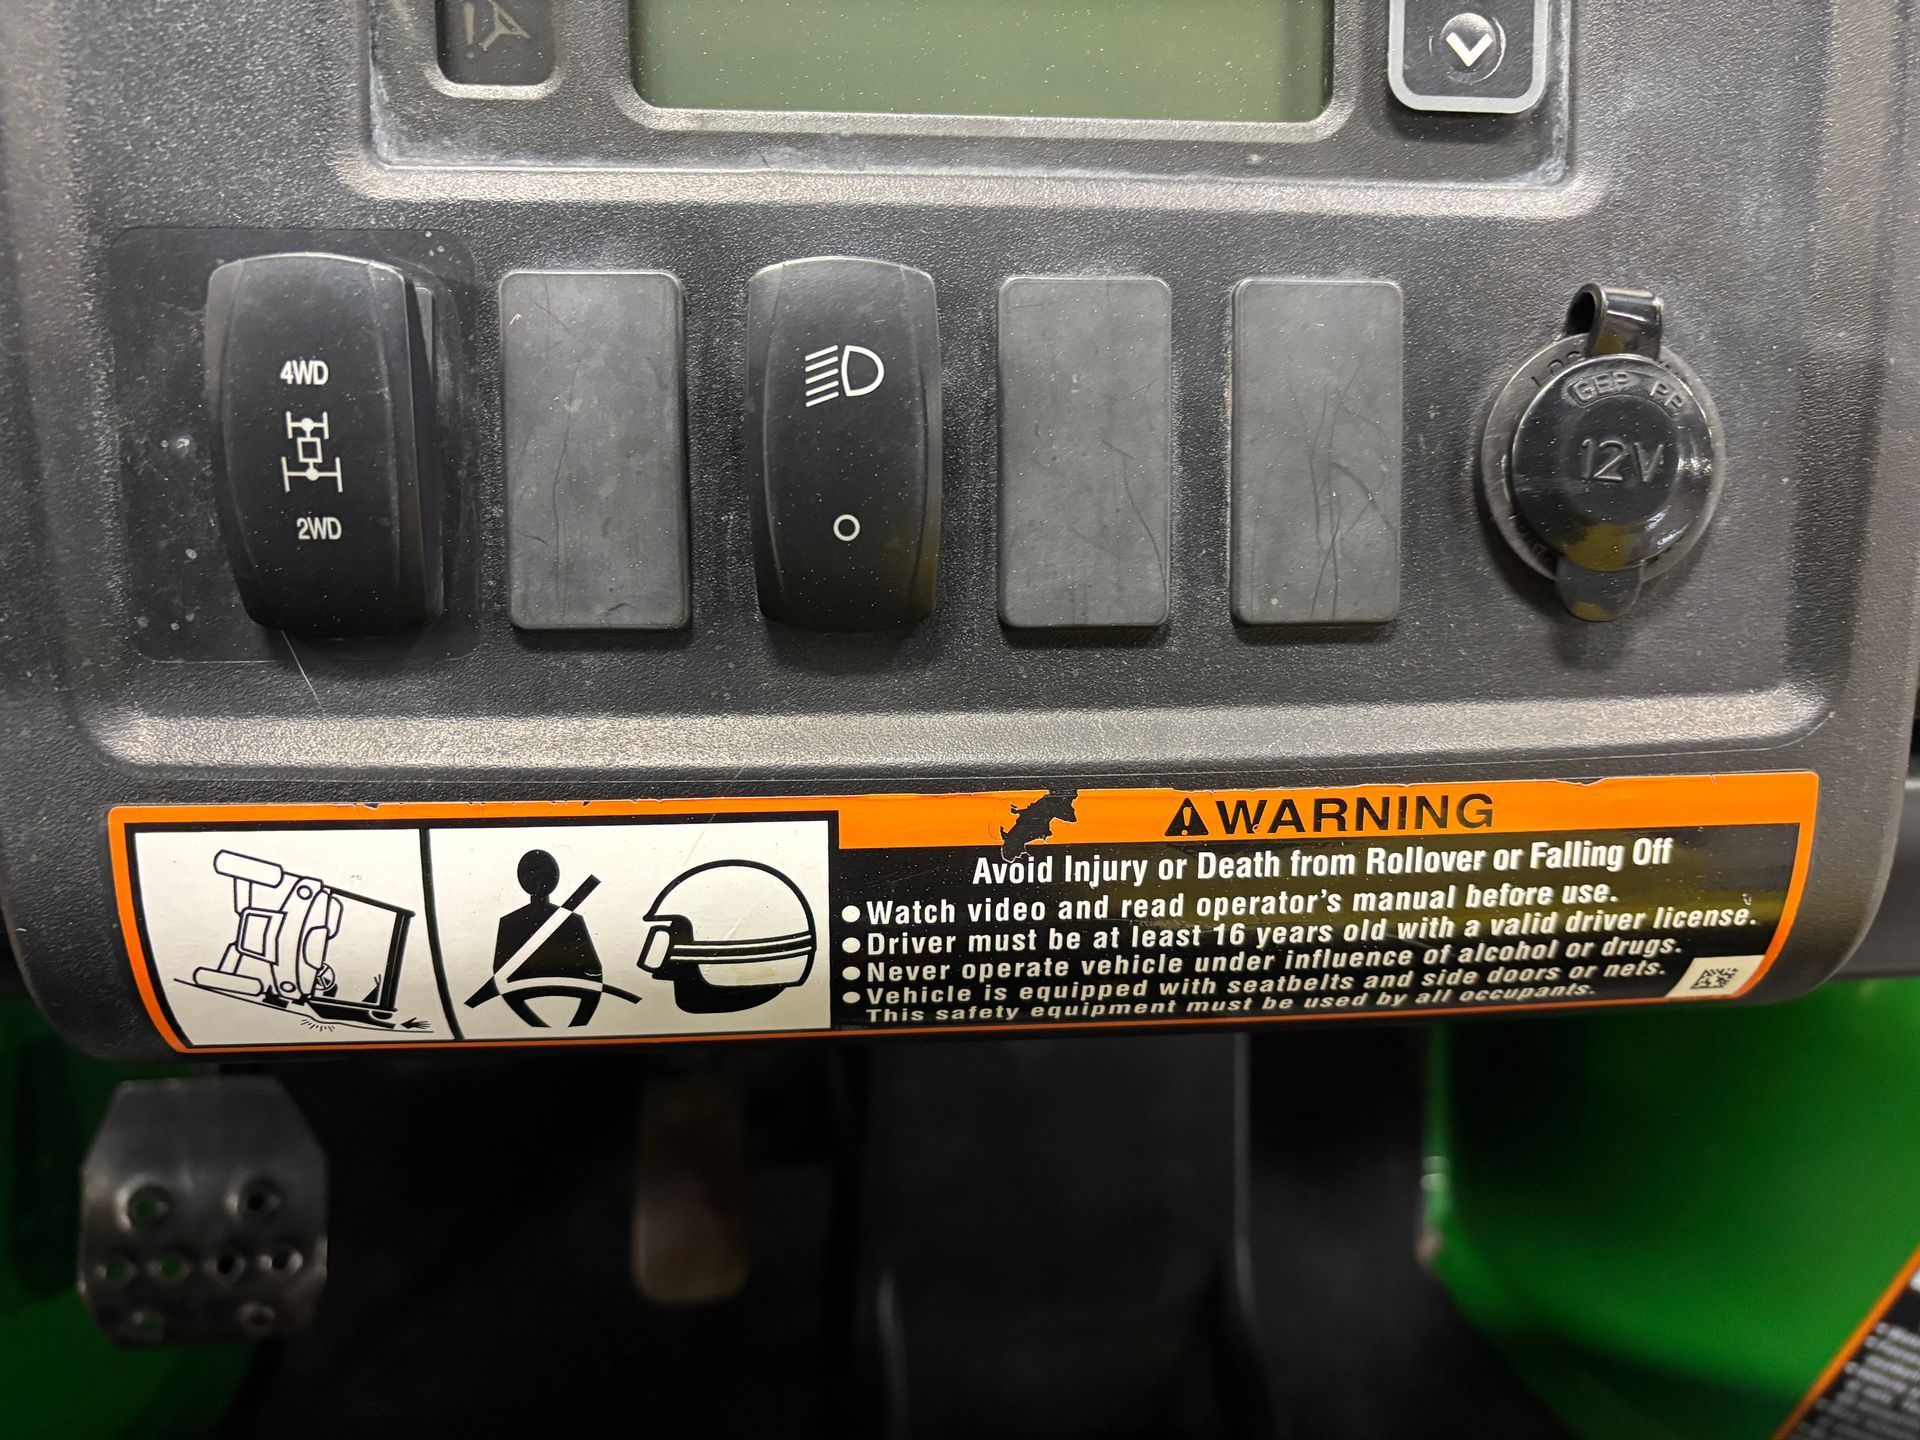 4WD
2WD
GEP PP
12V
WARNING
Avoid Injury or Death from Rollover or Falling Off
● Watch video and read operator's manual before use.
● Driver must be at least 16 years old with a valid driver license.
● Never operate vehicle under influence of alcohol or drugs.
● Vehicle is equipped with seatbelts and side doors or nets.
This safety equipment must be used by all occupants.